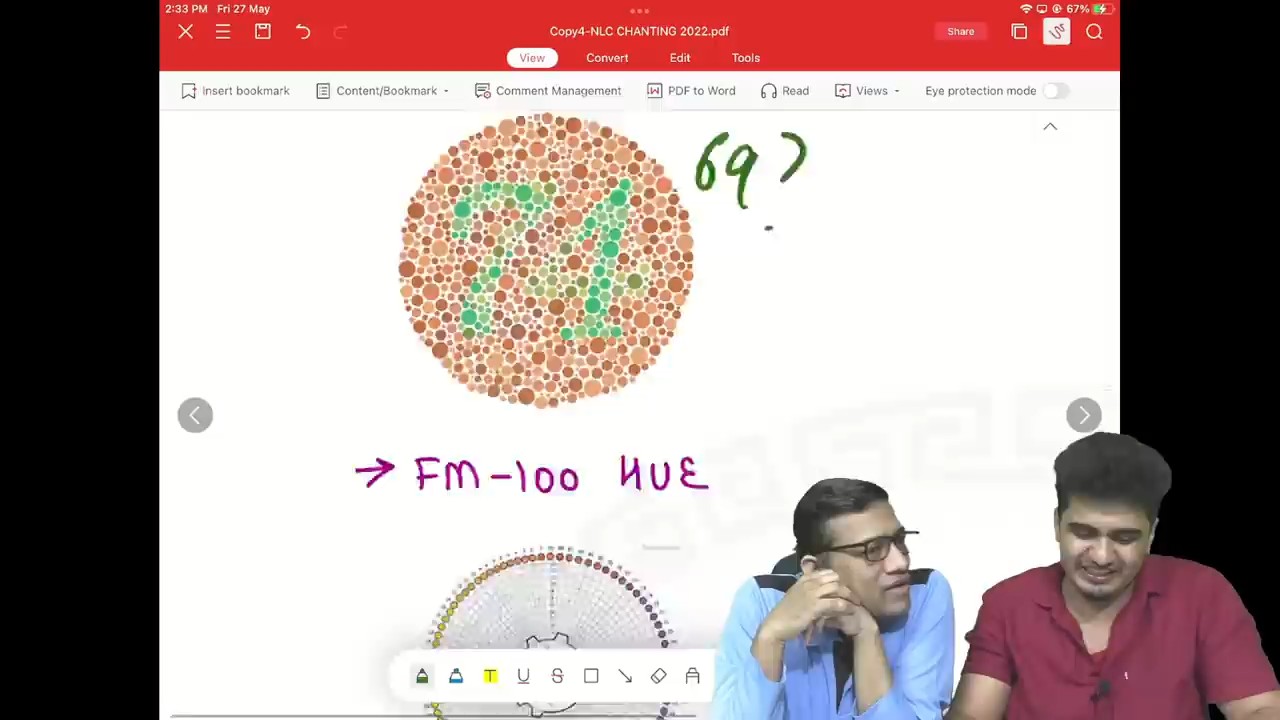 2:33 PM Fri 27 May
67%
Copy4-NLC CHANTING 2022.pdf
Share
View Convert Edit Tools
Insert bookmark Content/Bookmark Comment Management PDF to Word Read Views Eye protection mode
69?
71
→ FM-100 HUE
T U S